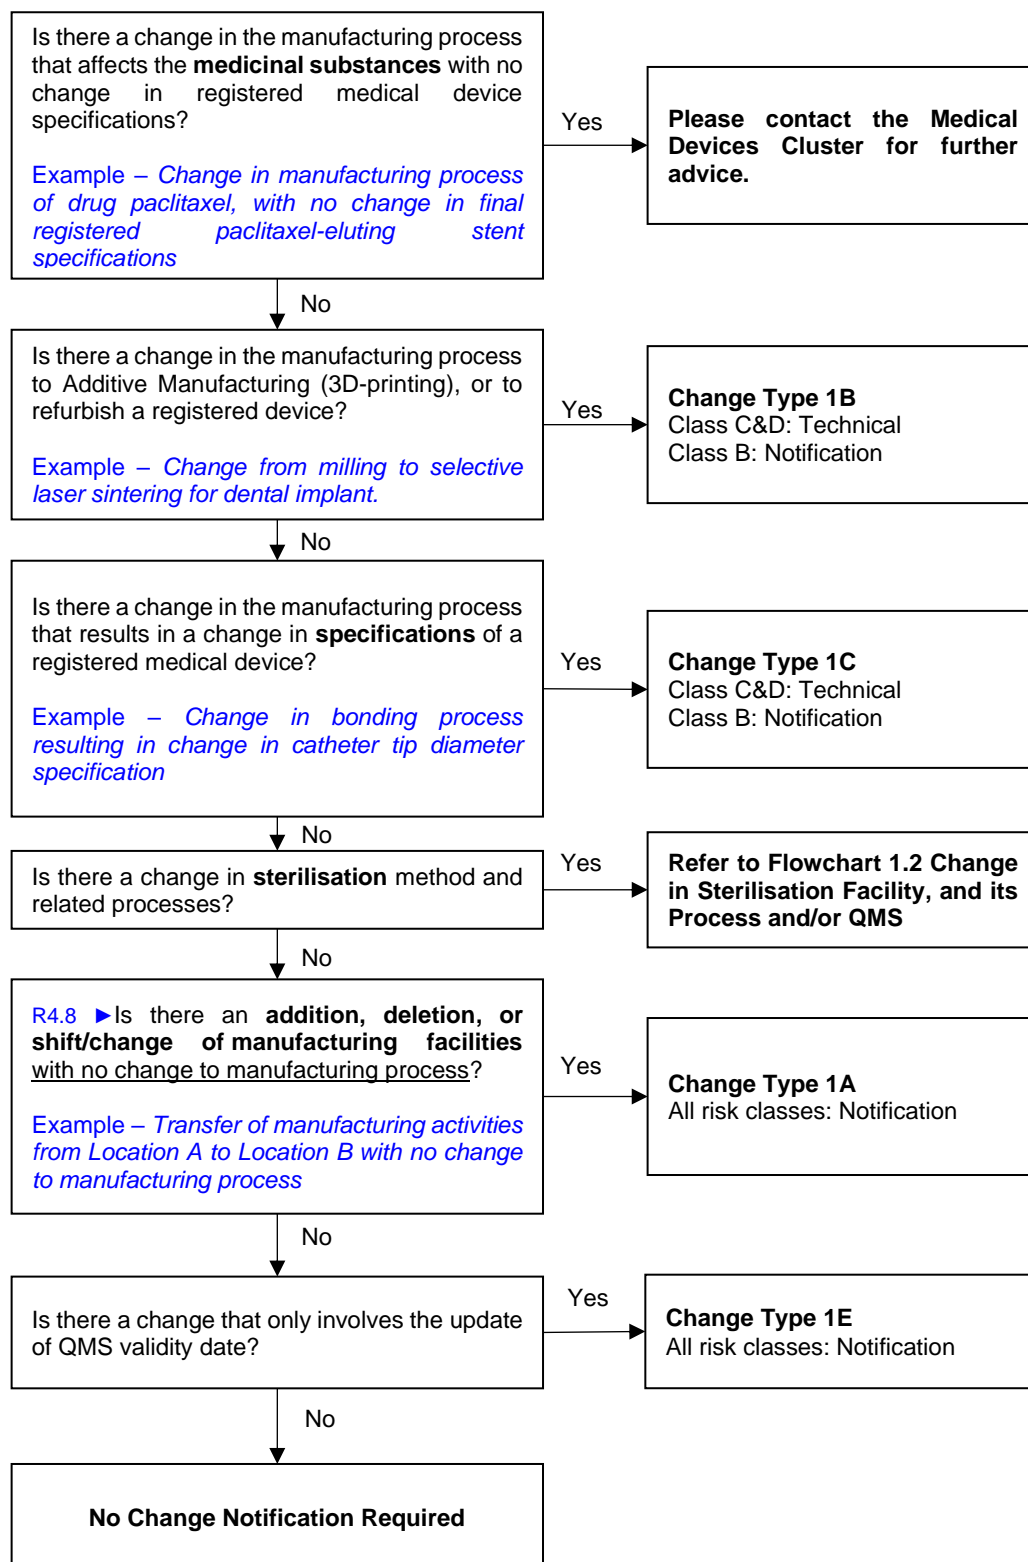 Is there a change in the manufacturing process
that affects the medicinal substances with no
change in registered medical device
specifications?
Example – Change in manufacturing process
of drug paclitaxel, with no change in final
registered paclitaxel-eluting stent
specifications
Yes
Please contact the Medical
Devices Cluster for further
advice.
No
Is there a change in the manufacturing process
to Additive Manufacturing (3D-printing), or to
refurbish a registered device?
Example – Change from milling to selective
laser sintering for dental implant.
Yes
Change Type 1B
Class C&D: Technical
Class B: Notification
No
Is there a change in the manufacturing process
that results in a change in specifications of a
registered medical device?
Example – Change in bonding process
resulting in change in catheter tip diameter
specification
Yes
Change Type 1C
Class C&D: Technical
Class B: Notification
No
Is there a change in sterilisation method and
related processes?
Yes
Refer to Flowchart 1.2 Change
in Sterilisation Facility, and its
Process and/or QMS
No
R4.8 ►Is there an addition, deletion, or
shift/change of manufacturing facilities
with no change to manufacturing process?
Example – Transfer of manufacturing activities
from Location A to Location B with no change
to manufacturing process
Yes
Change Type 1A
All risk classes: Notification
No
Is there a change that only involves the update
of QMS validity date?
Yes
Change Type 1E
All risk classes: Notification
No
No Change Notification Required